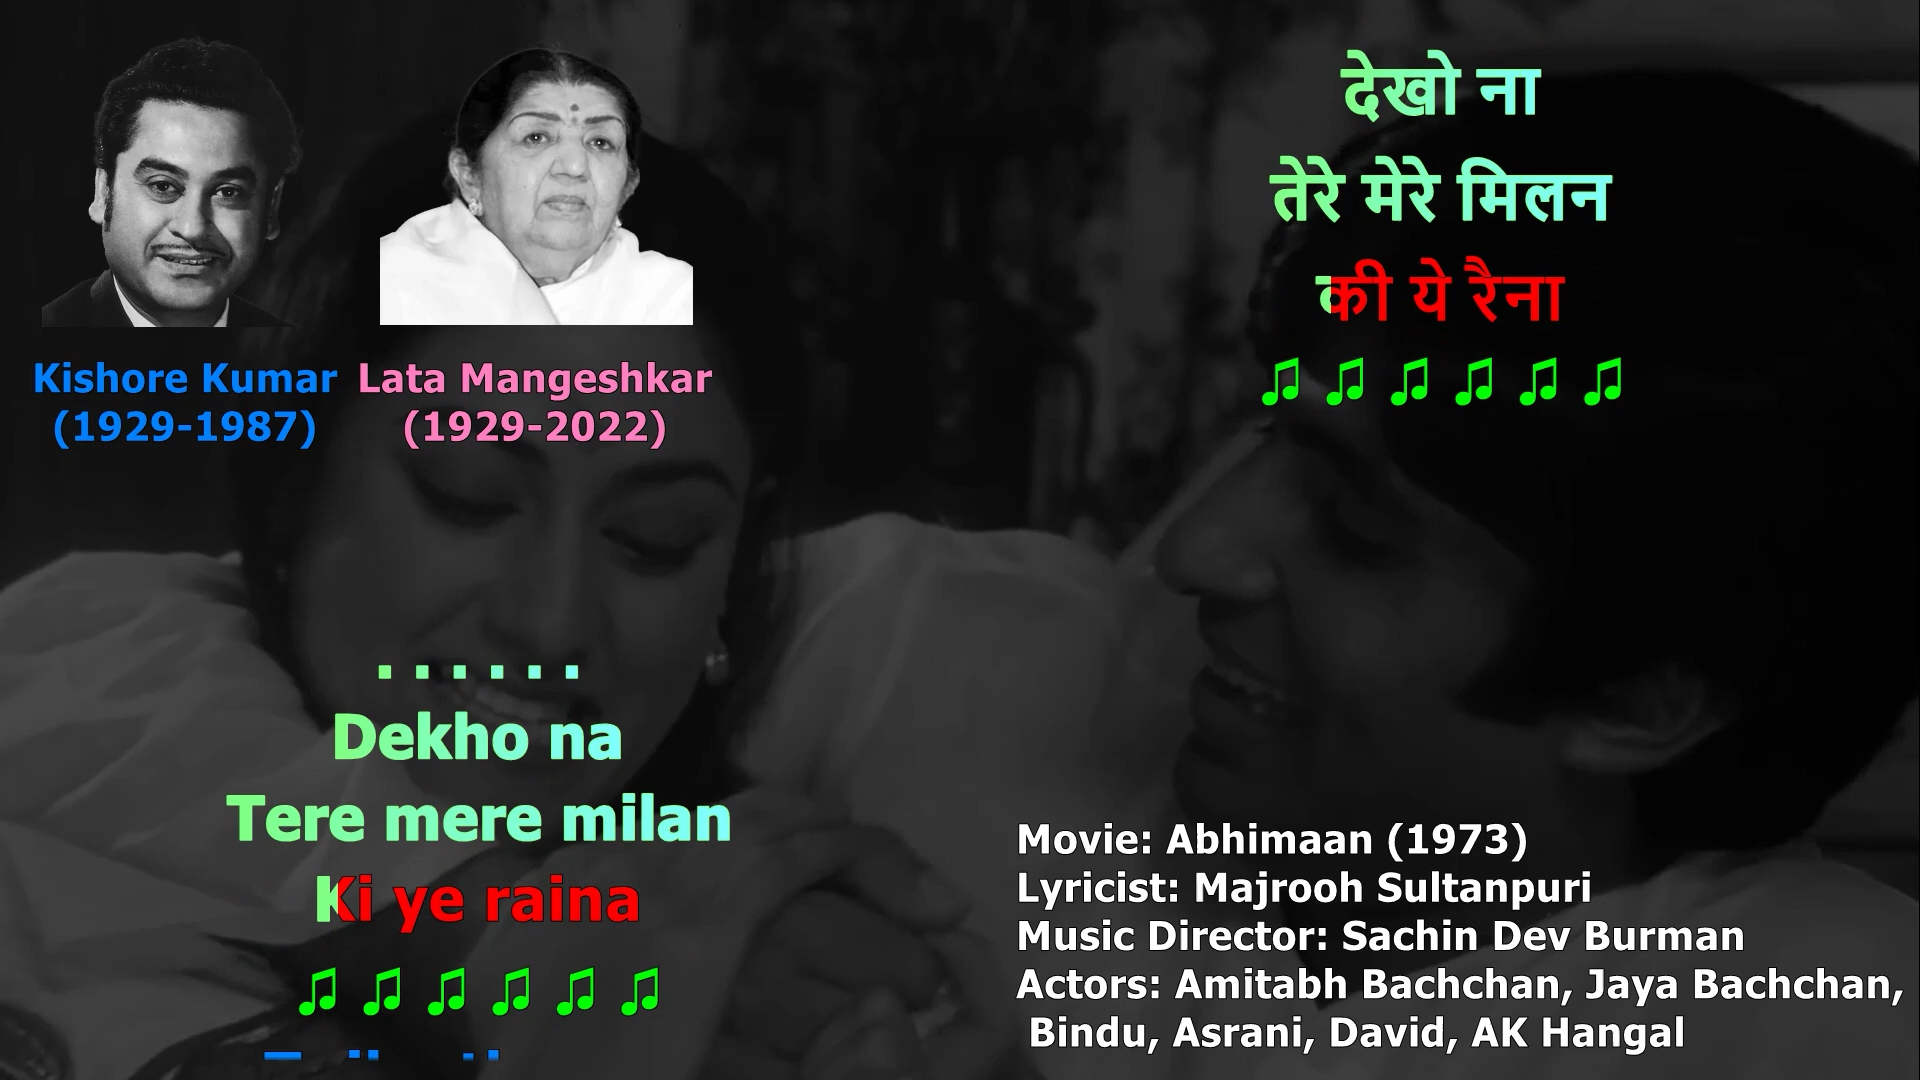 Kishore Kumar
(1929-1987)
Lata Mangeshkar
(1929-2022)
देखो ना
तेरे मेरे मिलन
की ये रैना
♫ ♫ ♫ ♫ ♫ ♫
. . . . . .
Dekho na
Tere mere milan
Ki ye raina
♫ ♫ ♫ ♫ ♫ ♫
Movie: Abhimaan (1973)
Lyricist: Majrooh Sultanpuri
Music Director: Sachin Dev Burman
Actors: Amitabh Bachchan, Jaya Bachchan,
Bindu, Asrani, David, AK Hangal